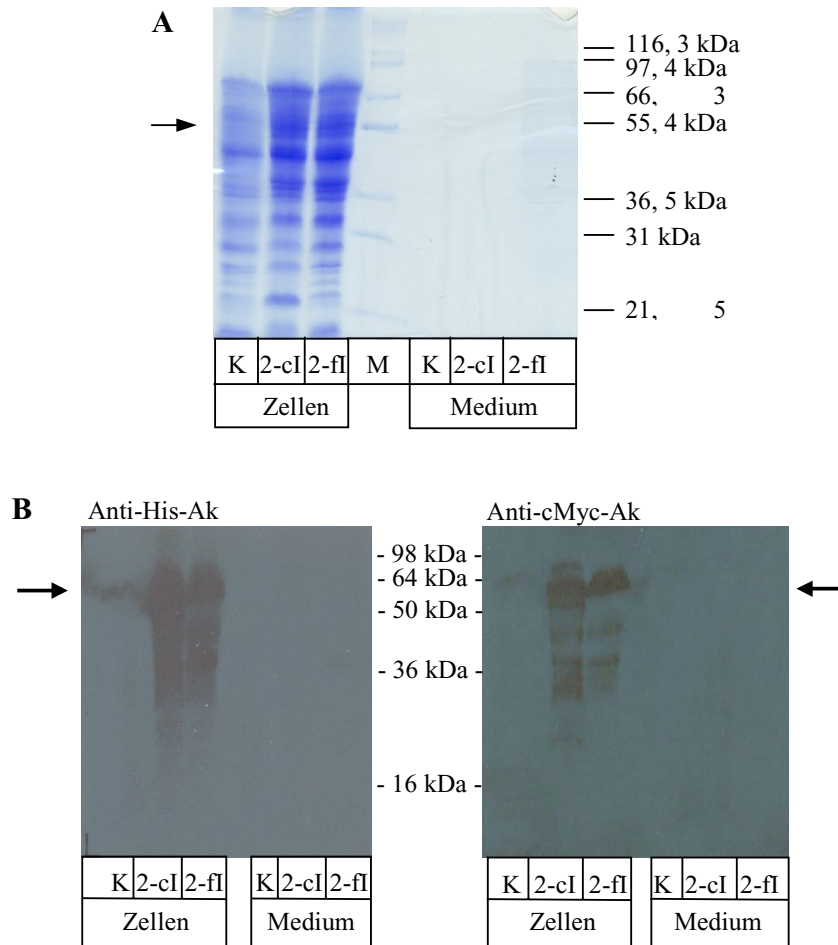 A
116, 3 kDa
97, 4 kDa
66, 3
55, 4 kDa
36, 5 kDa
31 kDa
21, 5
K 2-cI 2-fI M K 2-cI 2-fI
Zellen Medium
B
Anti-His-Ak Anti-cMyc-Ak
- 98 kDa -
- 64 kDa -
- 50 kDa -
- 36 kDa -
- 16 kDa -
K 2-cI 2-fI K 2-cI 2-fI K 2-cI 2-fI K 2-cI 2-fI
Zellen Medium Zellen Medium